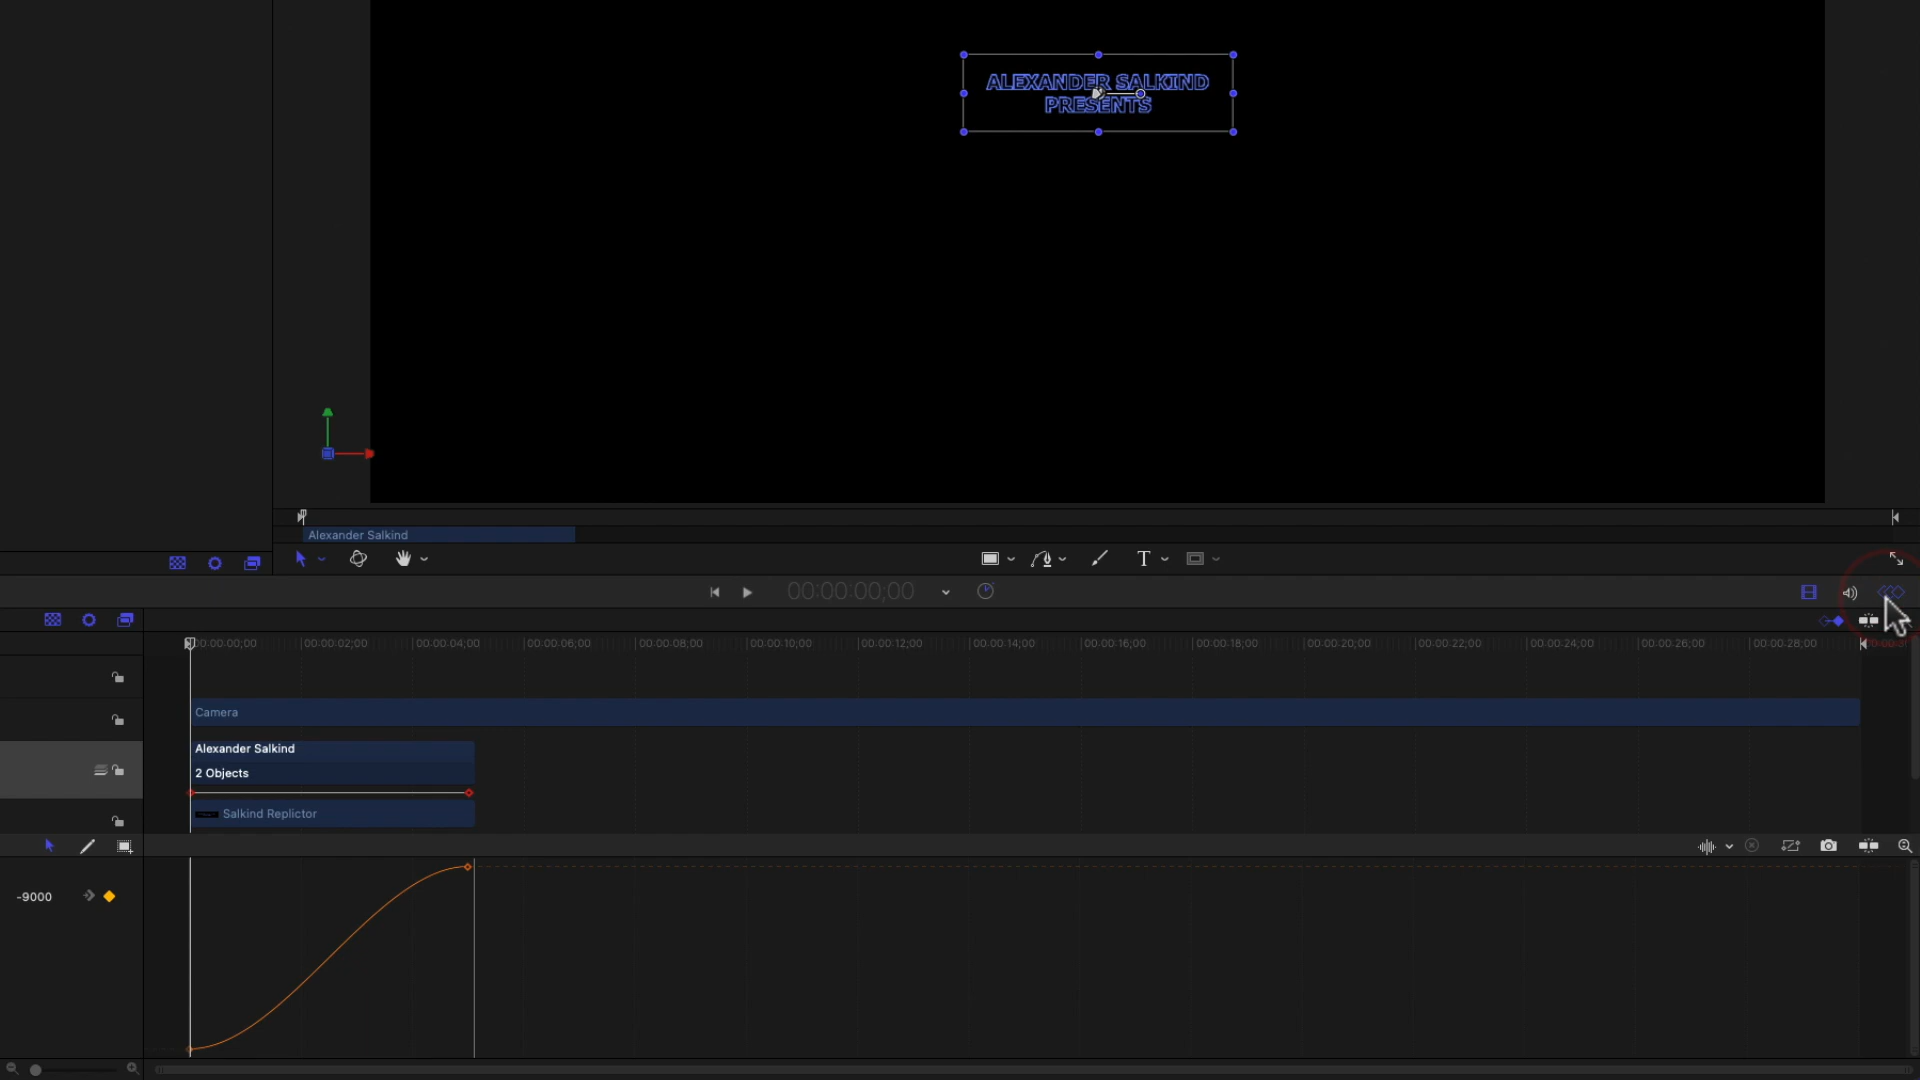 ALEXANDER SALKIND
PRESENTS
Alexander Salkind
T
00:00:00;00
00:00:00;00
00:00:02;00
00:00:04;00
00:00:06;00
00:00:08;00
00:00:10;00
00:00:12;00
00:00:14;00
00:00:16;00
00:00:18;00
00:00:20;00
00:00:22;00
00:00:24;00
00:00:26;00
00:00:28;00
Camera
Alexander Salkind
2 Objects
Salkind Replictor
-9000